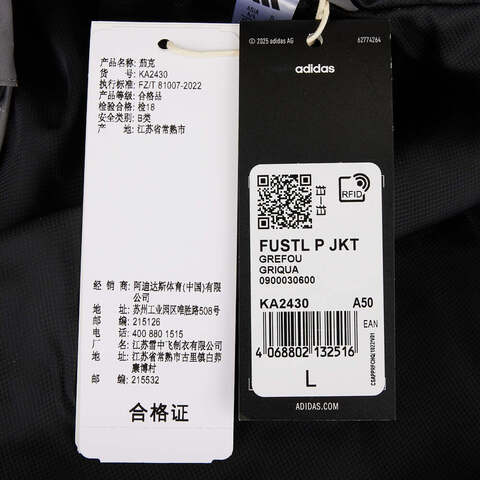 产品名称: 茄克
货 号: KA2430
执行标准: FZ/T 81007-2022
产品等级: 合格品
检验合格: 检18
安全类别: B类
产 地: 江苏省常熟市
经 销 商: 阿迪达斯体育(中国)有限
公司
地 址: 苏州工业园区唯胜路508号
邮 编: 215126
电 话: 400 880 1515
厂 名: 江苏雪中飞制衣有限公司
厂 址: 江苏省常熟市古里镇白茆
康博村
邮 编: 215532
合格证
© 2025 adidas AG
62774264
adidas
RFID
FUSTL P JKT
GREFOU
GRIQUA
0900030600
KA2430 A50
EAN
4 068802 132516
L
ADIDAS.COM